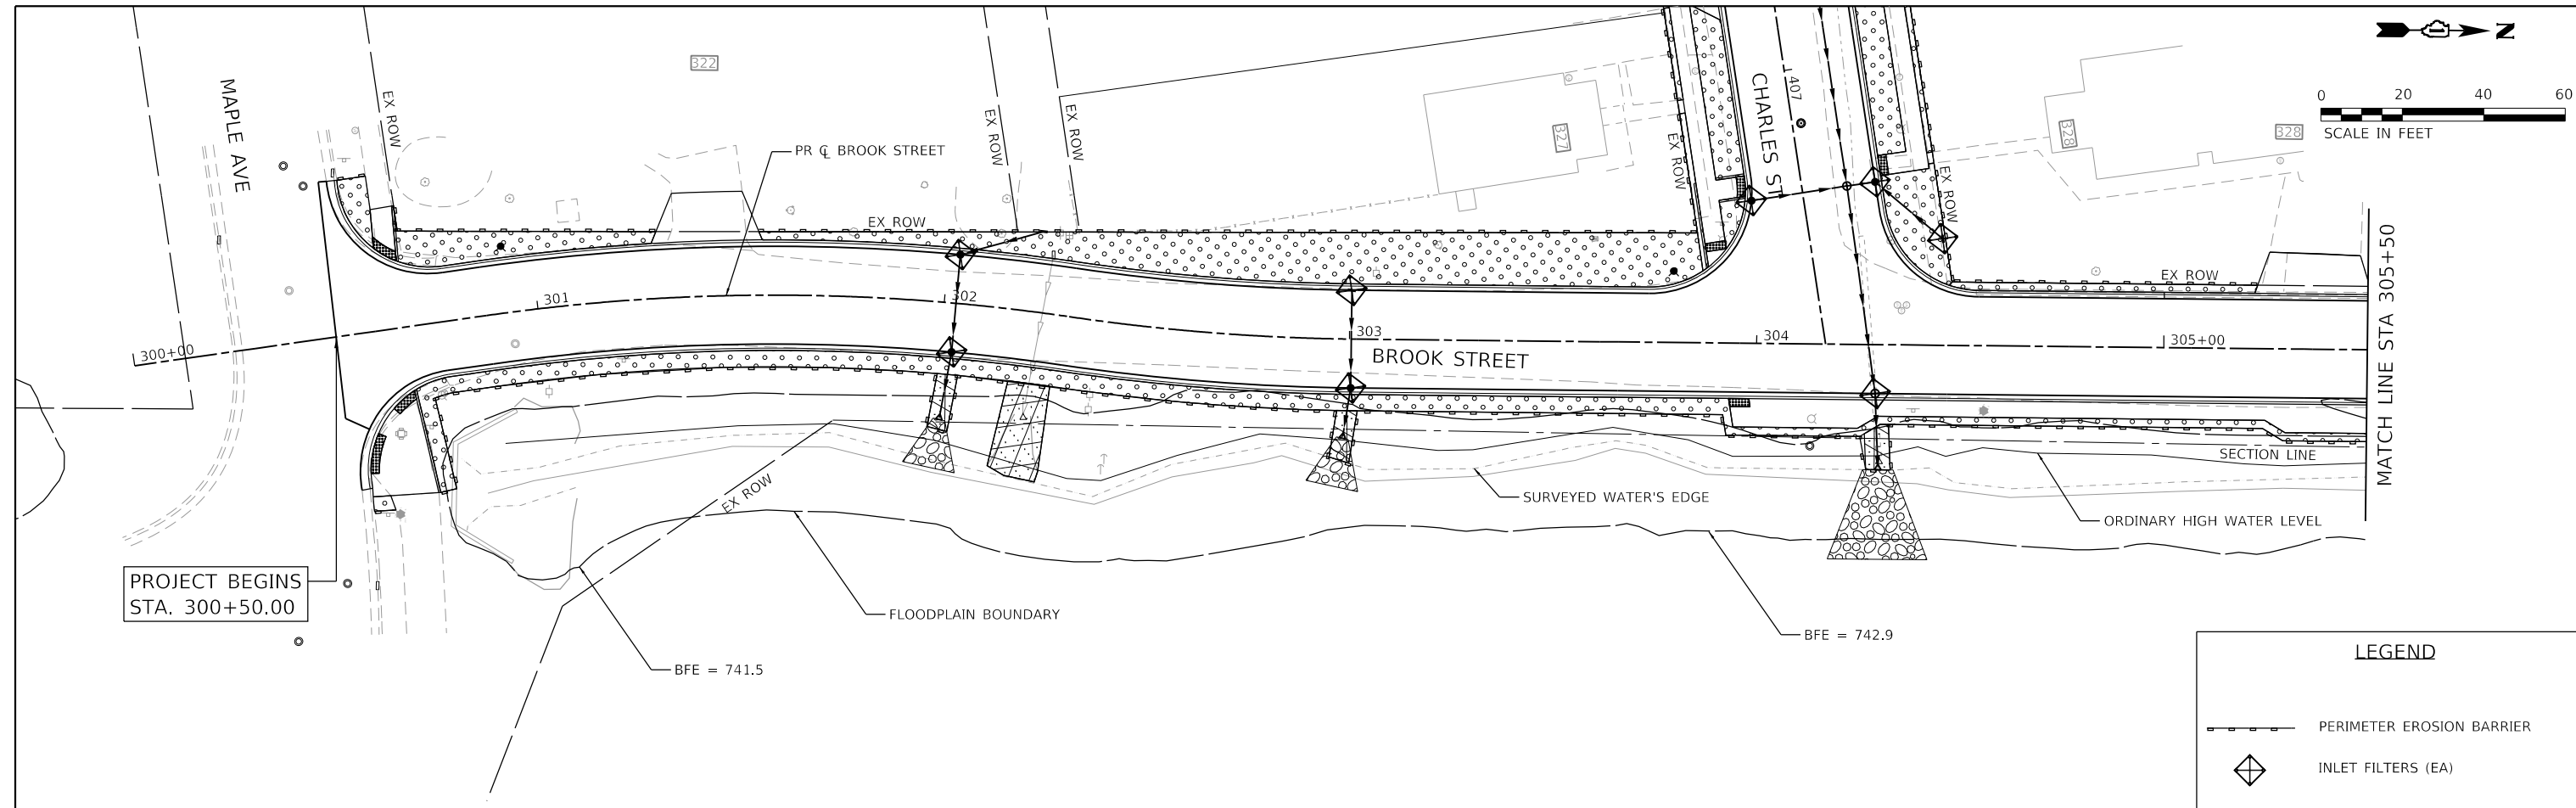 MAPLE AVE
EX ROW
322
EX ROW
EX ROW
327
EX ROW
CHARLES ST
407
EX ROW
328
328
N
0 20 40 60
SCALE IN FEET
PR ℄ BROOK STREET
EX ROW
EX ROW
300+00
301
302
303
304
305+00
BROOK STREET
MATCH LINE STA 305+50
SECTION LINE
EX ROW
SURVEYED WATER'S EDGE
ORDINARY HIGH WATER LEVEL
PROJECT BEGINS
STA. 300+50.00
FLOODPLAIN BOUNDARY
BFE = 742.9
BFE = 741.5
LEGEND
PERIMETER EROSION BARRIER
INLET FILTERS (EA)